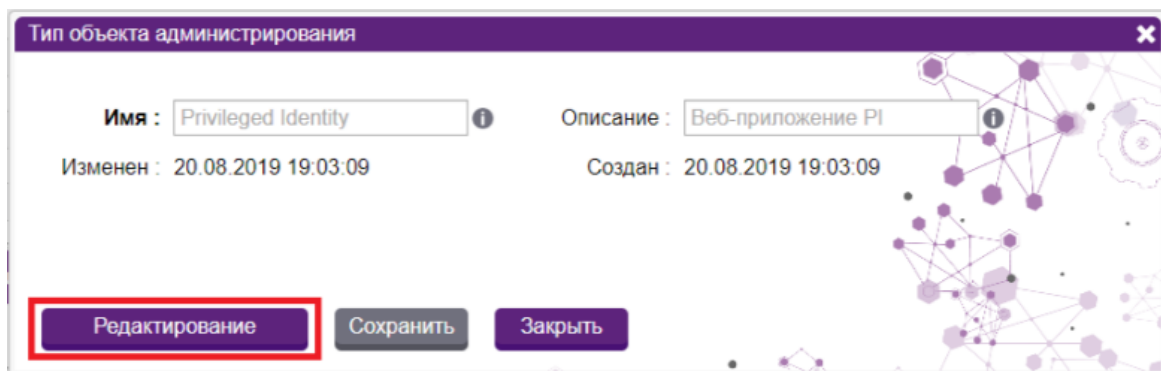 Тип объекта администрирования
Имя : Privileged Identity Описание : Веб-приложение PI
Изменен : 20.08.2019 19:03:09 Создан : 20.08.2019 19:03:09
Редактирование Сохранить Закрыть